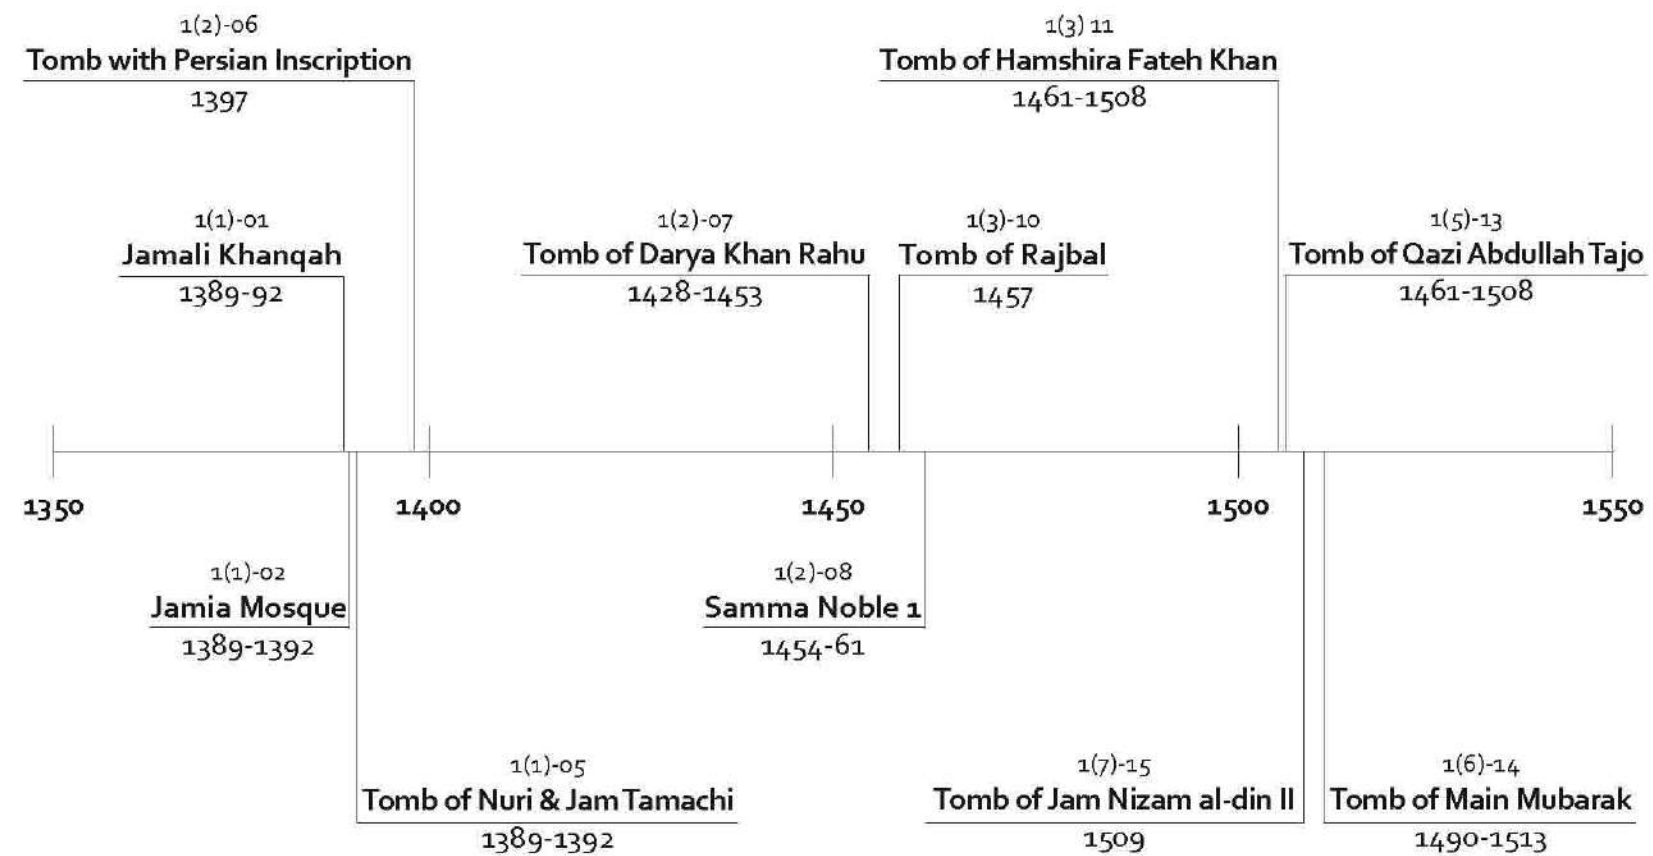 1(2)-06
Tomb with Persian Inscription
1397
1(3) 11
Tomb of Hamshira Fateh Khan
1461-1508
1(1)-01
Jamali Khanqah
1389-92
1(2)-07
Tomb of Darya Khan Rahu
1428-1453
1(3)-10
Tomb of Rajbal
1457
1(5)-13
Tomb of Qazi Abdullah Tajo
1461-1508
1350 1400 1450 1500 1550
1(1)-02
Jamia Mosque
1389-1392
1(2)-08
Samma Noble 1
1454-61
1(1)-05
Tomb of Nuri & Jam Tamachi
1389-1392
1(7)-15
Tomb of Jam Nizam al-din II
1509
1(6)-14
Tomb of Main Mubarak
1490-1513